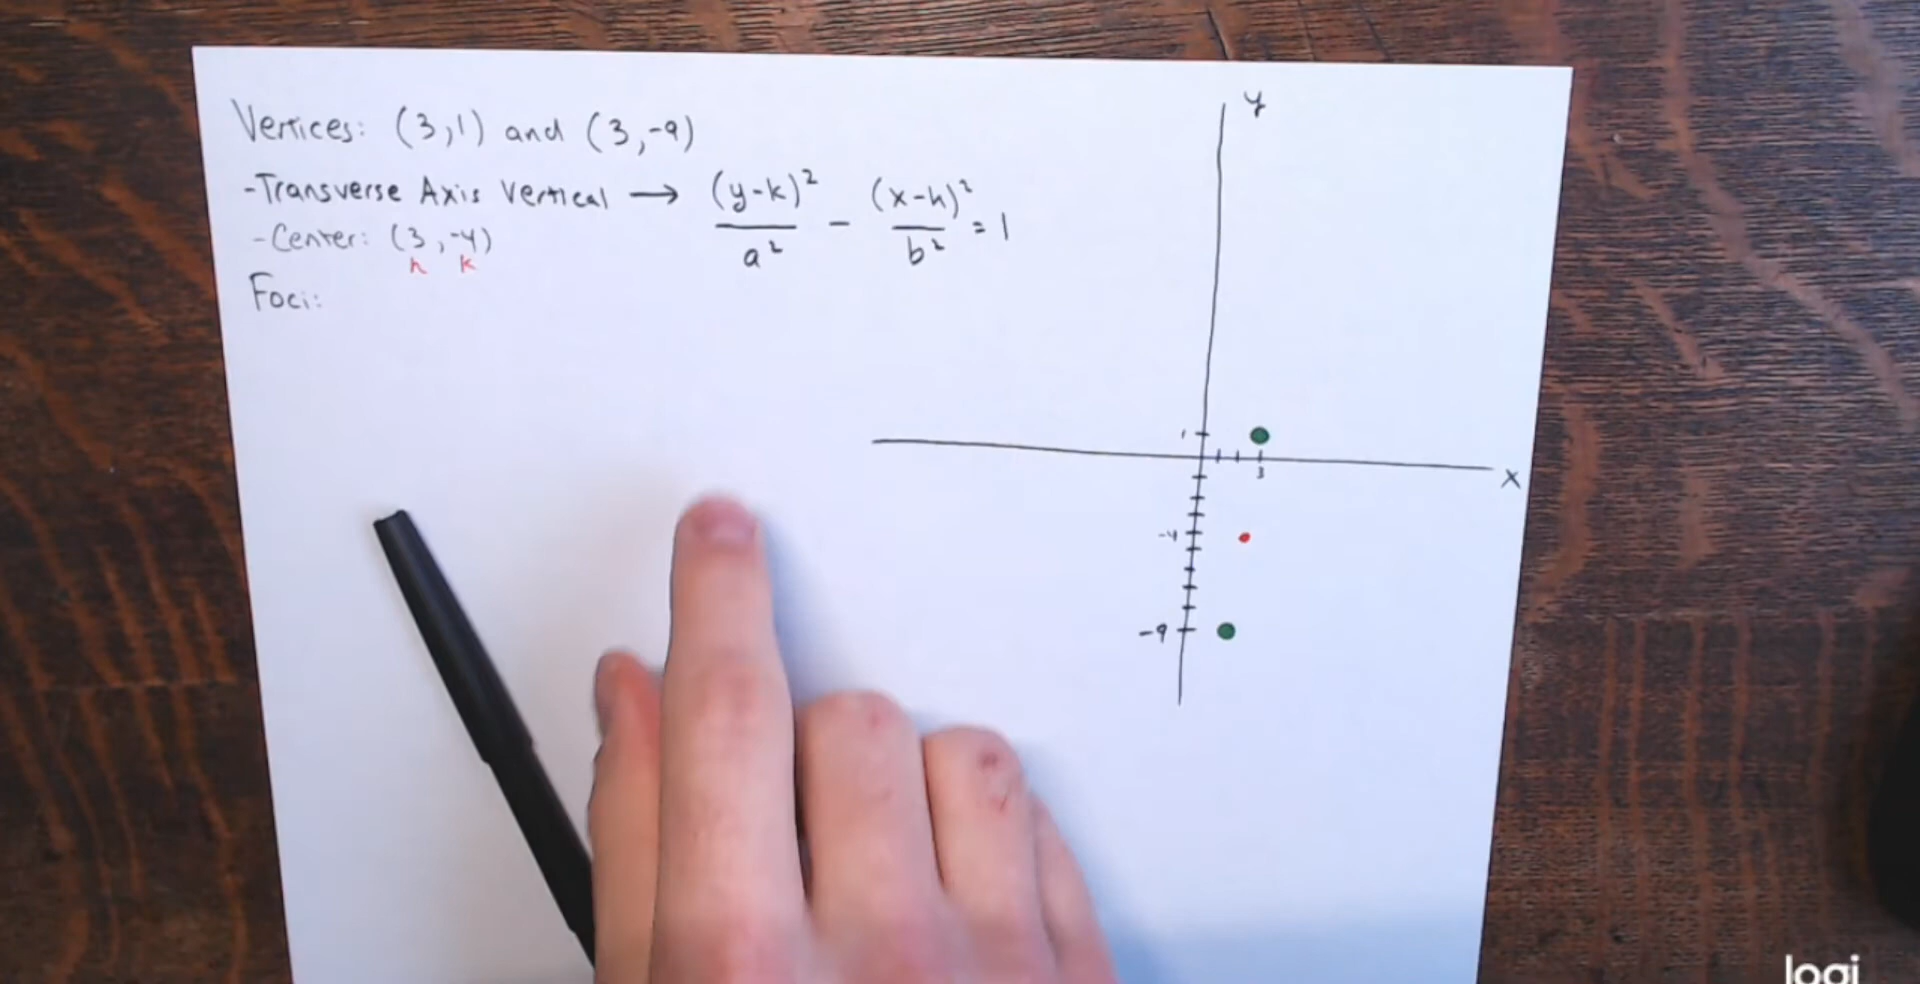 Vertices: (3,1) and (3,-9)
-Transverse Axis Vertical → (y-k)²/a² - (x-h)²/b² = 1
-Center: (3,-4)
h k
Foci:
y
1
3
x
-4
-9
logi